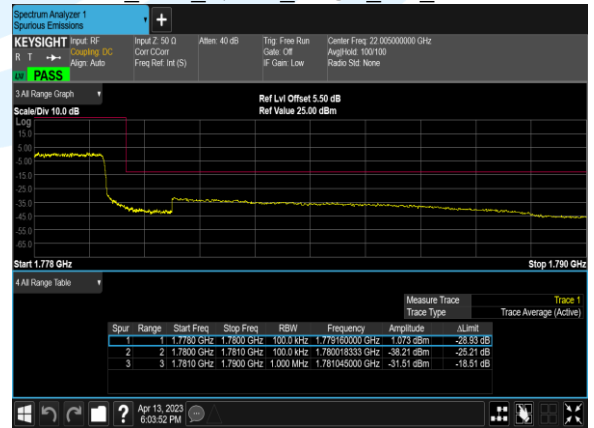 Spectrum Analyzer 1
Spurious Emissions
+
KEYSIGHT Input: RF Input Z: 50 Ω Atten: 40 dB Trig: Free Run Center Freq: 22.005000000 GHz
R T Coupling: DC Corr CCorr Gate: Off Avg|Hold: 100/100
Align: Auto Freq Ref: Int (S) IF Gain: Low Radio Std: None
LV PASS
3 All Range Graph
Ref Lvl Offset 5.50 dB
Scale/Div 10.0 dB Ref Value 25.00 dBm
Log
15.0
5.00
-5.00
-15.0
-25.0
-35.0
-45.0
-55.0
-65.0
Start 1.778 GHz Stop 1.790 GHz
4 All Range Table
Measure Trace Trace 1
Trace Type Trace Average (Active)
Spur Range Start Freq Stop Freq RBW Frequency Amplitude ΔLimit
1 1 1.7780 GHz 1.7800 GHz 100.0 kHz 1.779160000 GHz 1.073 dBm -28.93 dB
2 2 1.7800 GHz 1.7810 GHz 100.0 kHz 1.780018333 GHz -38.21 dBm -25.21 dB
3 3 1.7810 GHz 1.7900 GHz 1.000 MHz 1.781045000 GHz -31.51 dBm -18.51 dB
? Apr 13, 2023
6:03:52 PM